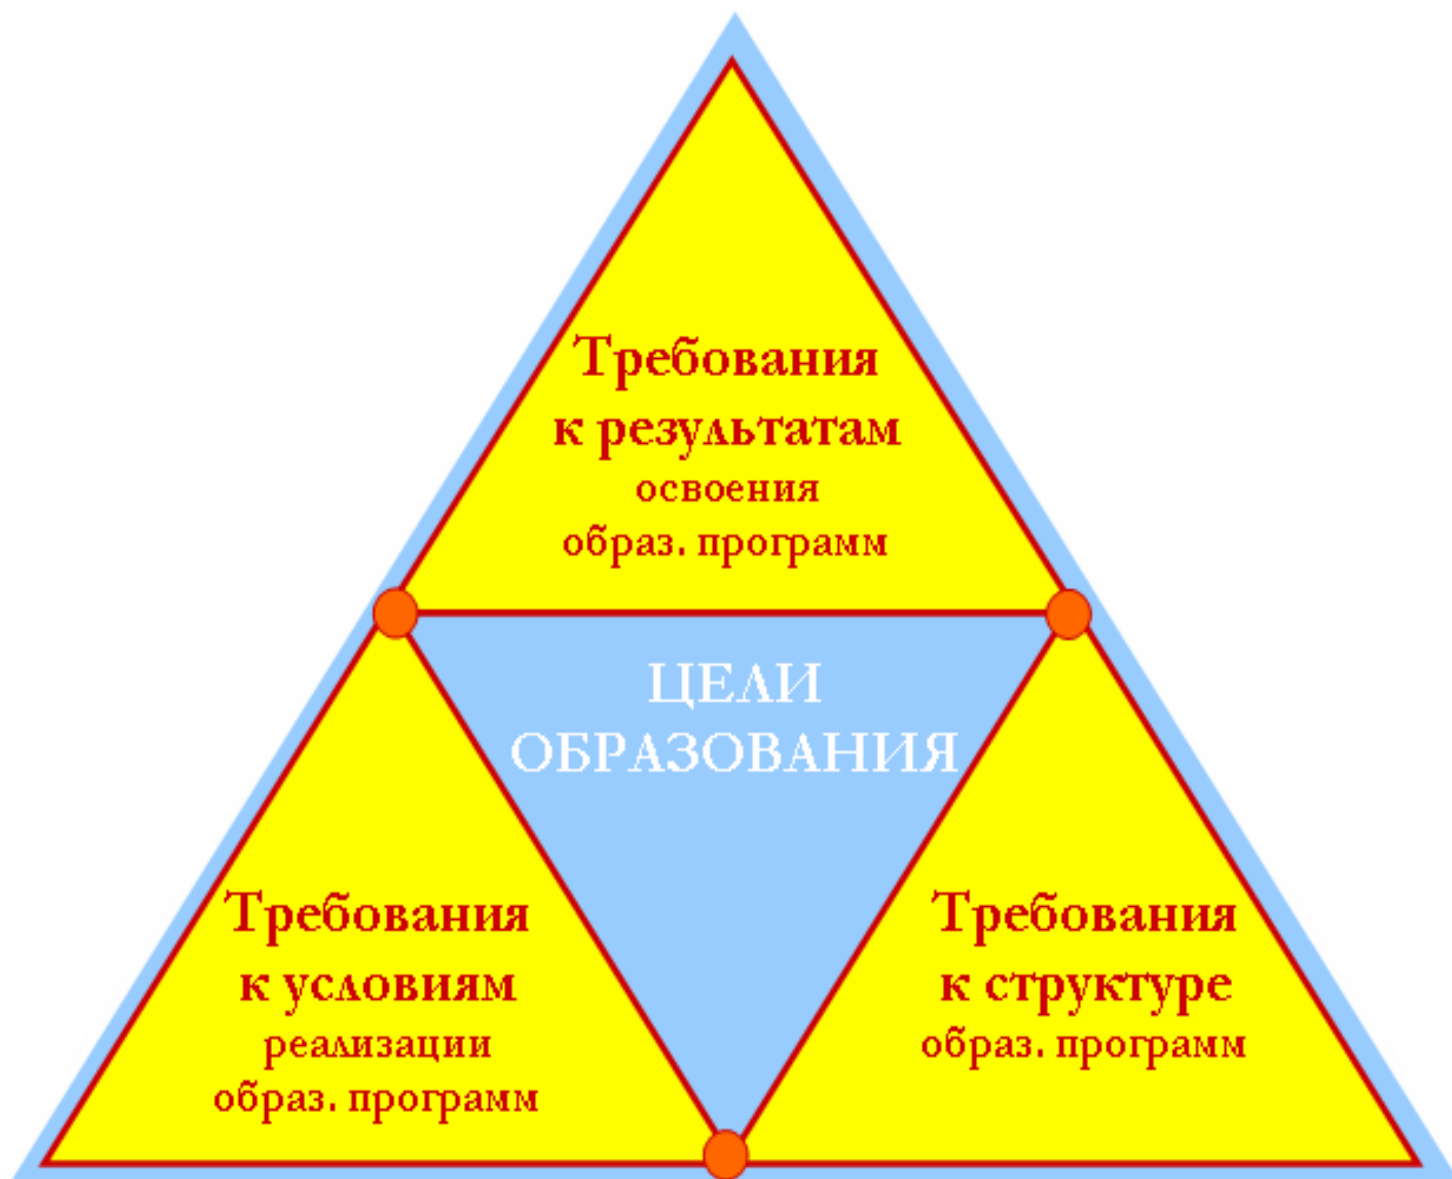 Требования
к результатам
освоения
образ. программ
ЦЕЛИ
ОБРАЗОВАНИЯ
Требования
к условиям
реализации
образ. программ
Требования
к структуре
образ. программ